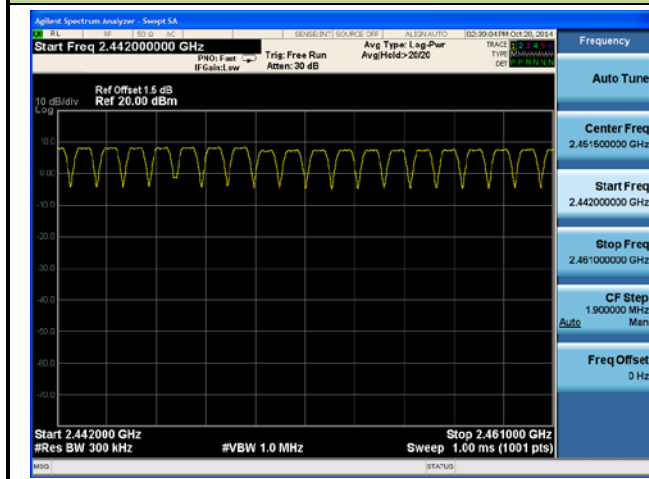 Agilent Spectrum Analyzer - Swept SA
RL RF 50 Ω AC SENSE:INT SOURCE OFF ALIGN AUTO 02:39:04 PM Oct 20, 2014
Start Freq 2.442000000 GHz
PNO: Fast
IFGain:Low
Trig: Free Run
Atten: 30 dB
Avg Type: Log-Pwr
Avg|Hold:>20/20
TRACE 1 2 3 4 5 6
TYPE
DET P P N N N N
Ref Offset 1.5 dB
10 dB/div Ref 20.00 dBm
Log
10.0
0.00
-10.0
-20.0
-30.0
-40.0
-50.0
-60.0
-70.0
Start 2.442000 GHz
Stop 2.461000 GHz
#Res BW 300 kHz
#VBW 1.0 MHz
Sweep 1.00 ms (1001 pts)
MSG
STATUS
Frequency
Auto Tune
Center Freq
2.451500000 GHz
Start Freq
2.442000000 GHz
Stop Freq
2.461000000 GHz
CF Step
1.900000 MHz
Auto Man
Freq Offset
0 Hz